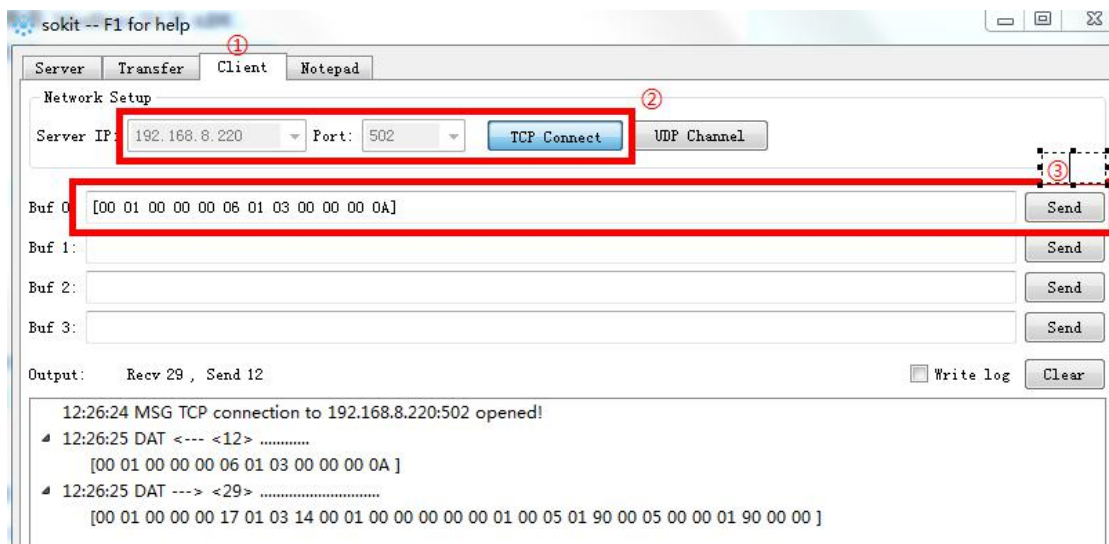 sokit -- F1 for help
①
Server Transfer Client Notepad
Network Setup
②
Server IP: 192.168.8.220 Port: 502 TCP Connect UDP Channel
③
Buf 0 [00 01 00 00 00 06 01 03 00 00 00 0A] Send
Buf 1: Send
Buf 2: Send
Buf 3: Send
Output: Recv 29 , Send 12 Write log Clear
12:26:24 MSG TCP connection to 192.168.8.220:502 opened!
12:26:25 DAT <--- <12> ............
[00 01 00 00 00 06 01 03 00 00 00 0A ]
12:26:25 DAT ---> <29> .............................
[00 01 00 00 00 17 01 03 14 00 01 00 00 00 00 00 01 00 05 01 90 00 05 00 00 01 90 00 00 ]